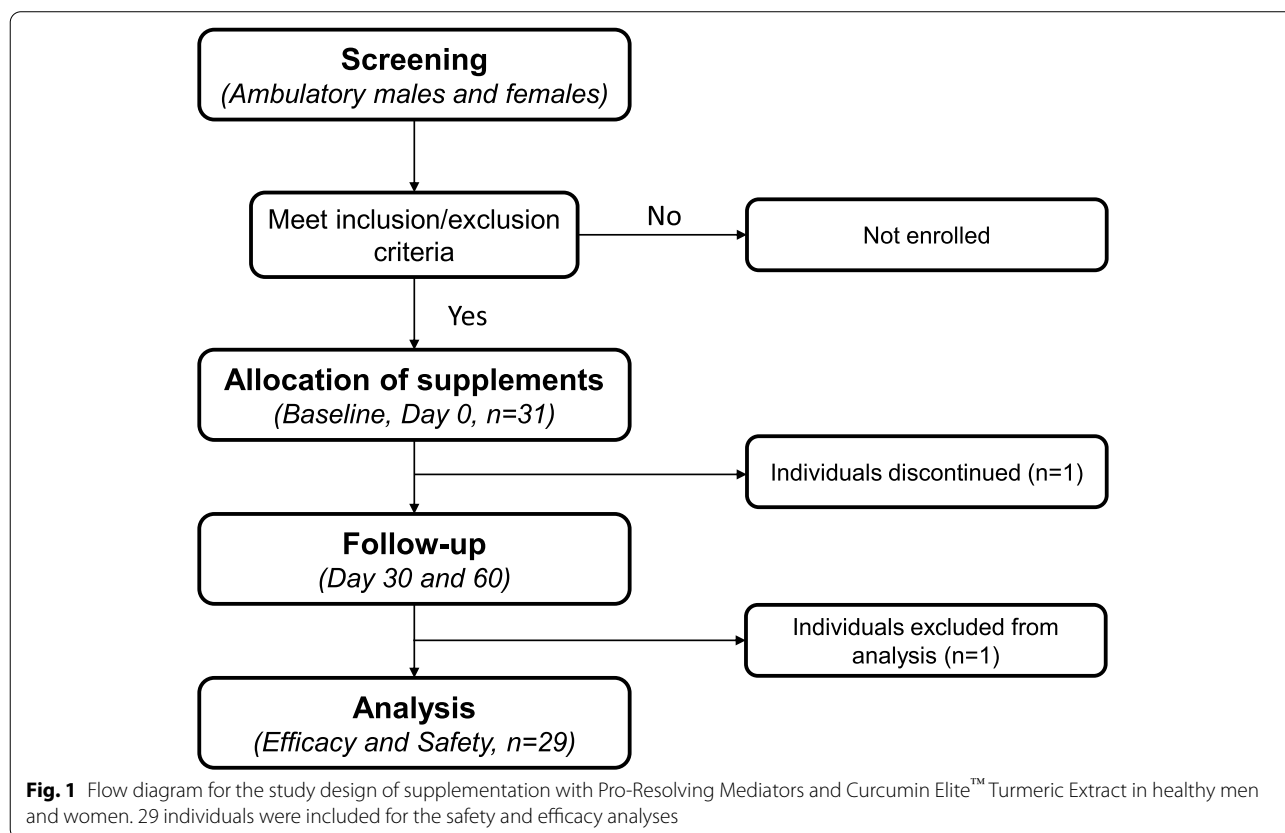 Screening
(Ambulatory males and females)
Meet inclusion/exclusion
criteria
No
Not enrolled
Yes
Allocation of supplements
(Baseline, Day 0, n=31)
Individuals discontinued (n=1)
Follow-up
(Day 30 and 60)
Individuals excluded from
analysis (n=1)
Analysis
(Efficacy and Safety, n=29)
Fig. 1 Flow diagram for the study design of supplementation with Pro-Resolving Mediators and Curcumin Elite™ Turmeric Extract in healthy men
and women. 29 individuals were included for the safety and efficacy analyses